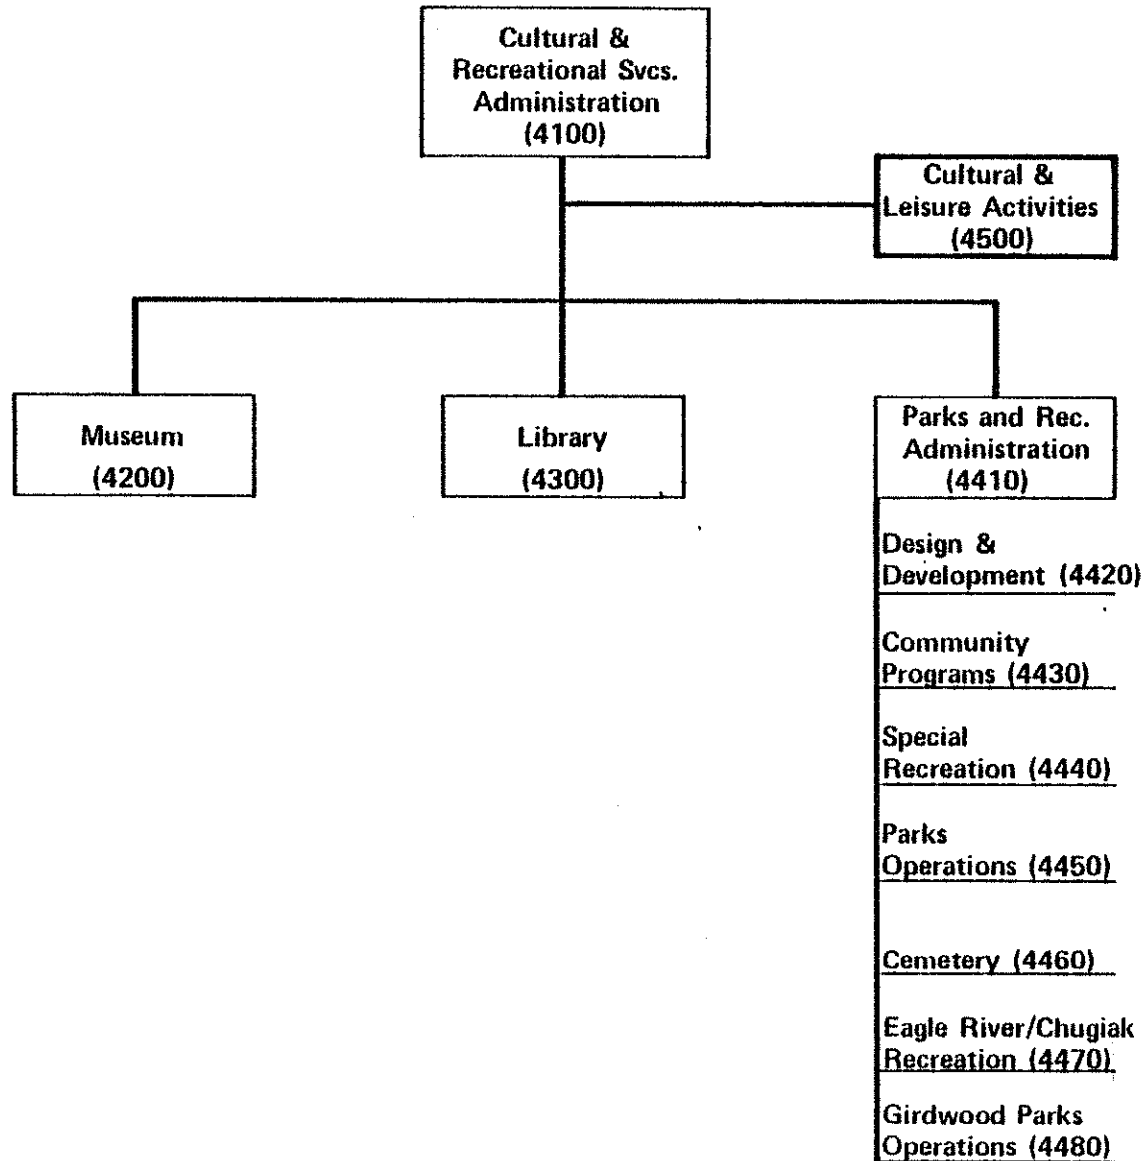 Cultural &
Recreational Svcs.
Administration
(4100)
Cultural &
Leisure Activities
(4500)
Museum
(4200)
Library
(4300)
Parks and Rec.
Administration
(4410)
Design &
Development (4420)
Community
Programs (4430)
Special
Recreation (4440)
Parks
Operations (4450)
Cemetery (4460)
Eagle River/Chugiak
Recreation (4470)
Girdwood Parks
Operations (4480)